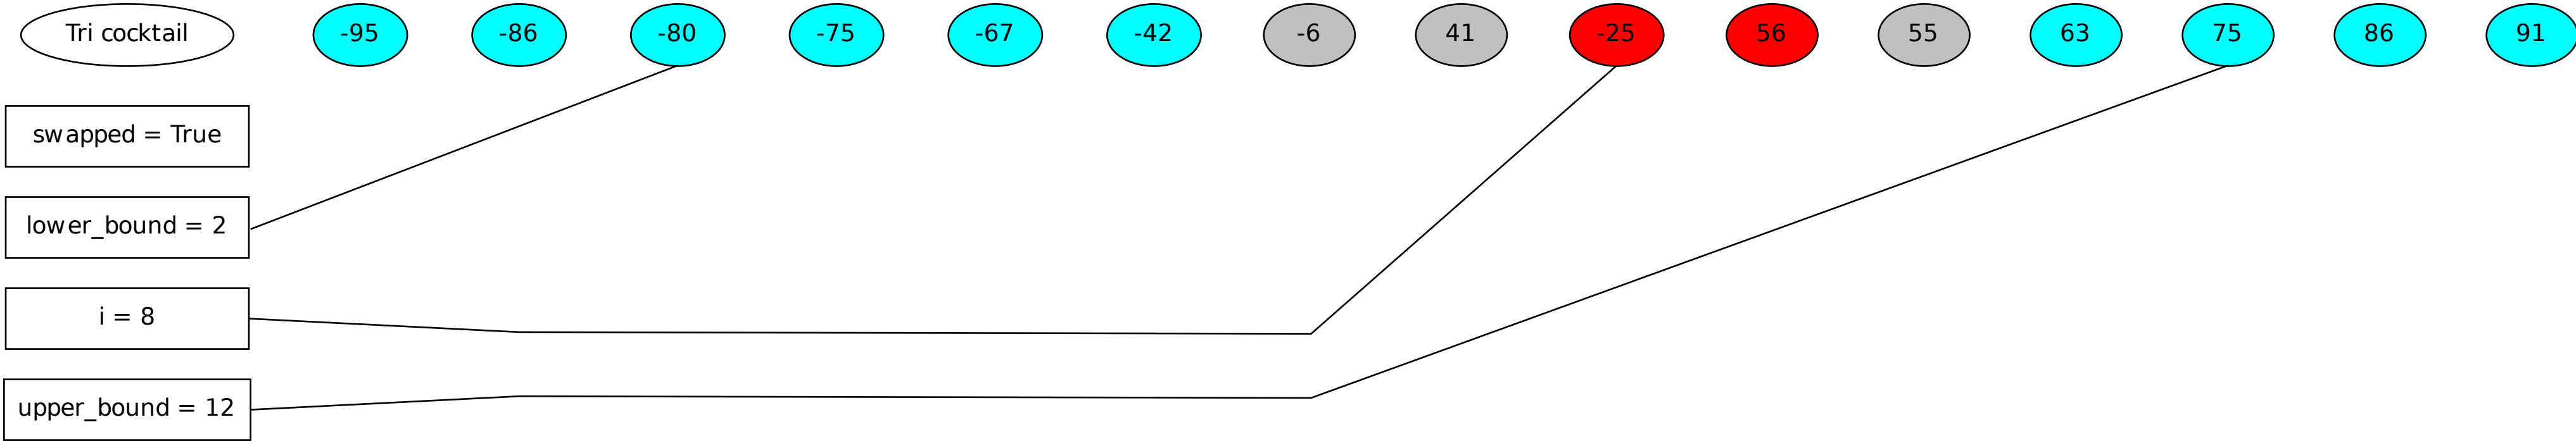 Tri cocktail -95 -86 -80 -75 -67 -42 -6 41 -25 56 55 63 75 86 91
swapped = True
lower_bound = 2
i = 8
upper_bound = 12